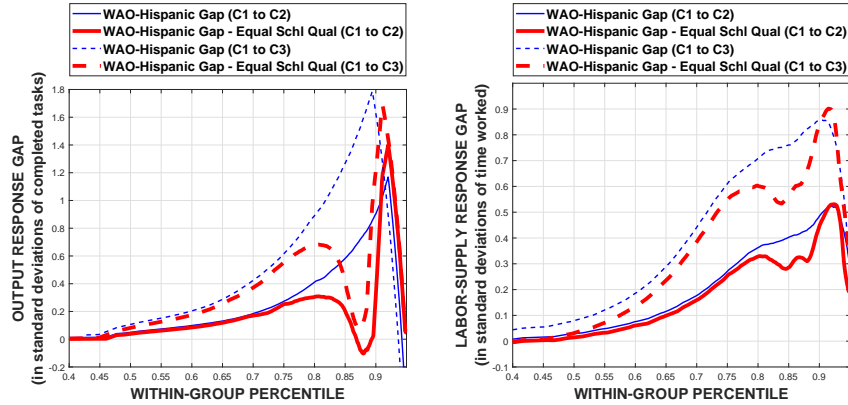 WAO-Hispanic Gap (C1 to C2)
WAO-Hispanic Gap - Equal Schl Qual (C1 to C2)
WAO-Hispanic Gap (C1 to C3)
WAO-Hispanic Gap - Equal Schl Qual (C1 to C3)
OUTPUT RESPONSE GAP
(in standard deviations of completed tasks)
1.8
1.6
1.4
1.2
1
0.8
0.6
0.4
0.2
0
-0.2
0.4 0.45 0.5 0.55 0.6 0.65 0.7 0.75 0.8 0.85 0.9
WITHIN-GROUP PERCENTILE
WAO-Hispanic Gap (C1 to C2)
WAO-Hispanic Gap - Equal Schl Qual (C1 to C2)
WAO-Hispanic Gap (C1 to C3)
WAO-Hispanic Gap - Equal Schl Qual (C1 to C3)
LABOR-SUPPLY RESPONSE GAP
(in standard deviations of time worked)
0.9
0.8
0.7
0.6
0.5
0.4
0.3
0.2
0.1
0
-0.1
0.4 0.45 0.5 0.55 0.6 0.65 0.7 0.75 0.8 0.85 0.9
WITHIN-GROUP PERCENTILE